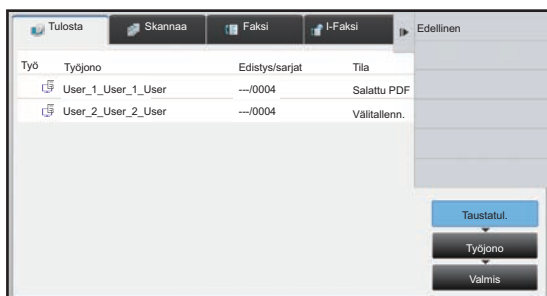 Tulosta Skannaa Faksi I-Faksi Edellinen
Työ Työjono Edistys/sarjat Tila
User_1_User_1_User ---/0004 Salattu PDF
User_2_User_2_User ---/0004 Välitallenn.
Taustatul.
Työjono
Valmis